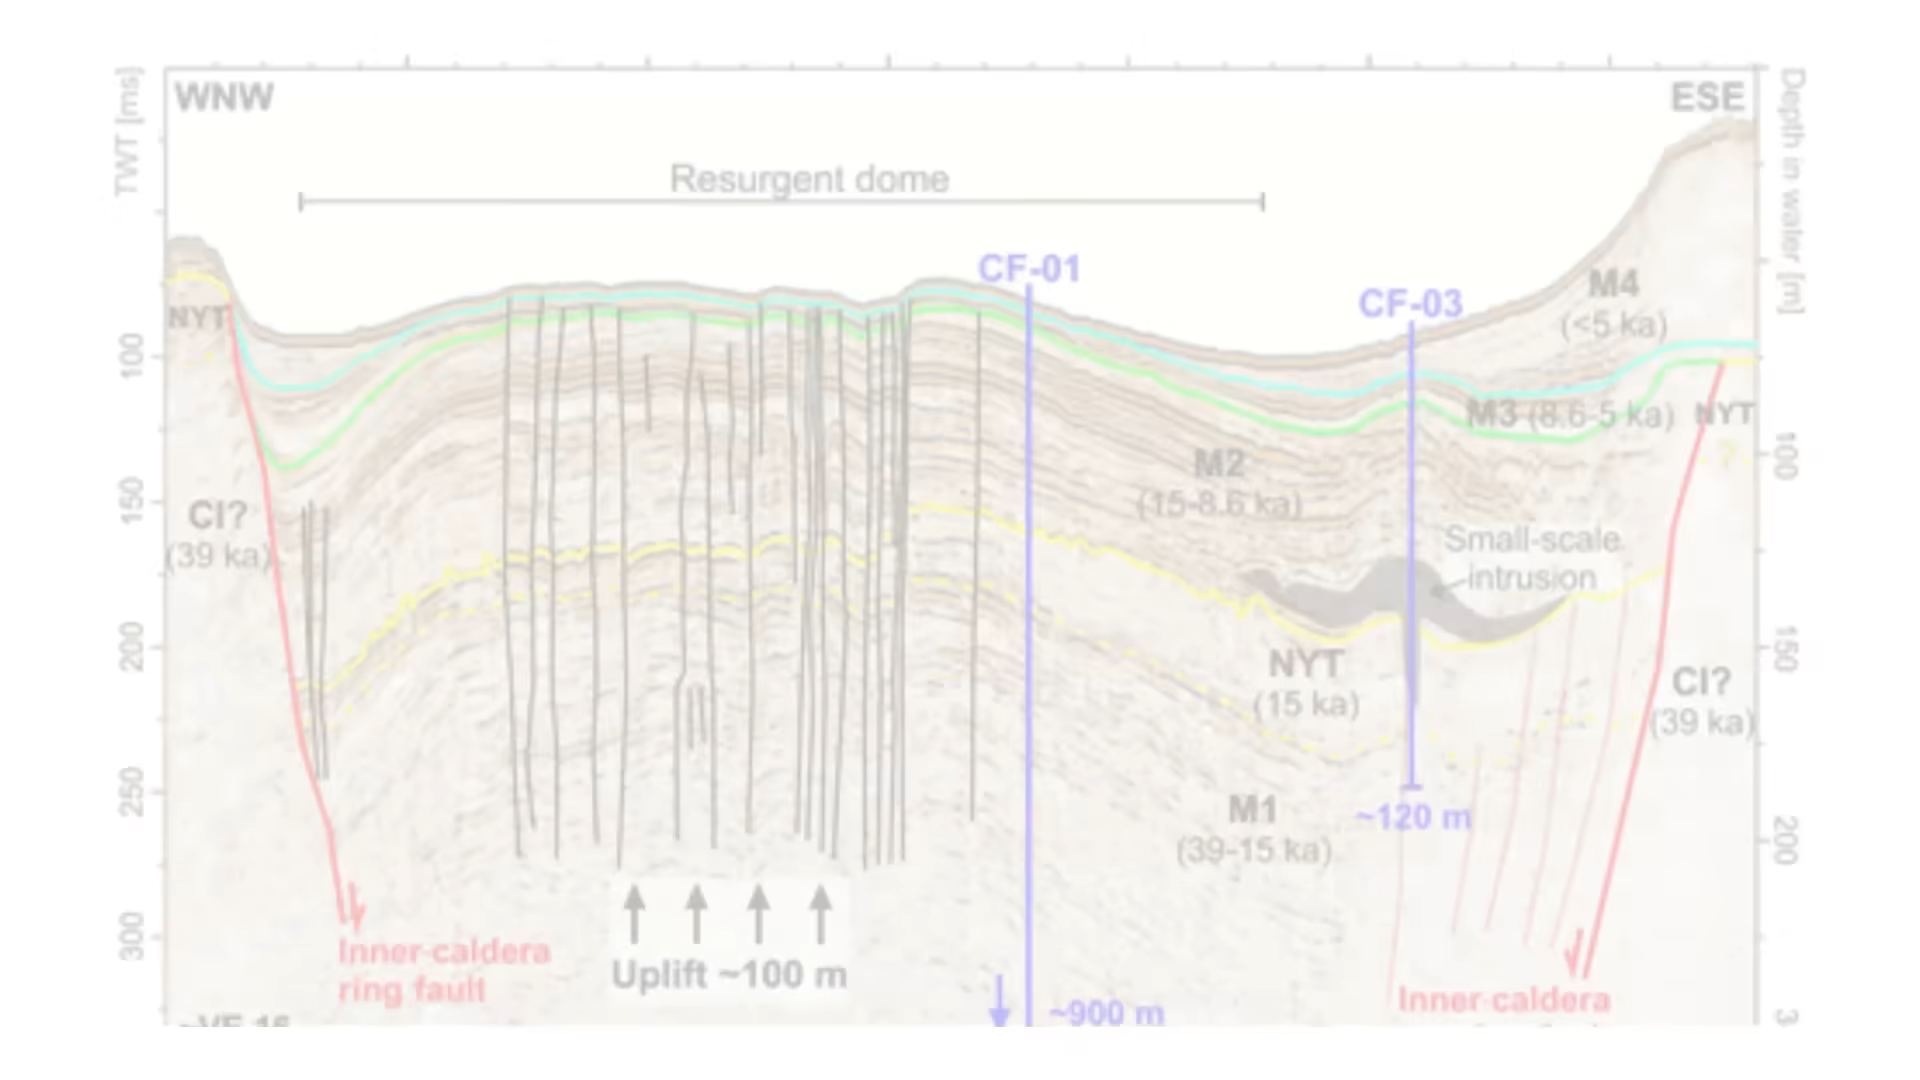 WNW
ESE
TWT [ms]
Depth in water [m]
Resurgent dome
CF-01
CF-03
M4
(<5 ka)
NYT
100
M3 (8.6-5 ka)
NYT
?
M2
(15-8.6 ka)
100
150
CI?
(39 ka)
Small-scale
intrusion
200
150
NYT
(15 ka)
CI?
(39 ka)
250
M1
(39-15 ka)
~120 m
200
300
Inner-caldera
ring fault
Uplift ~100 m
~900 m
Inner-caldera
~VE 16
3